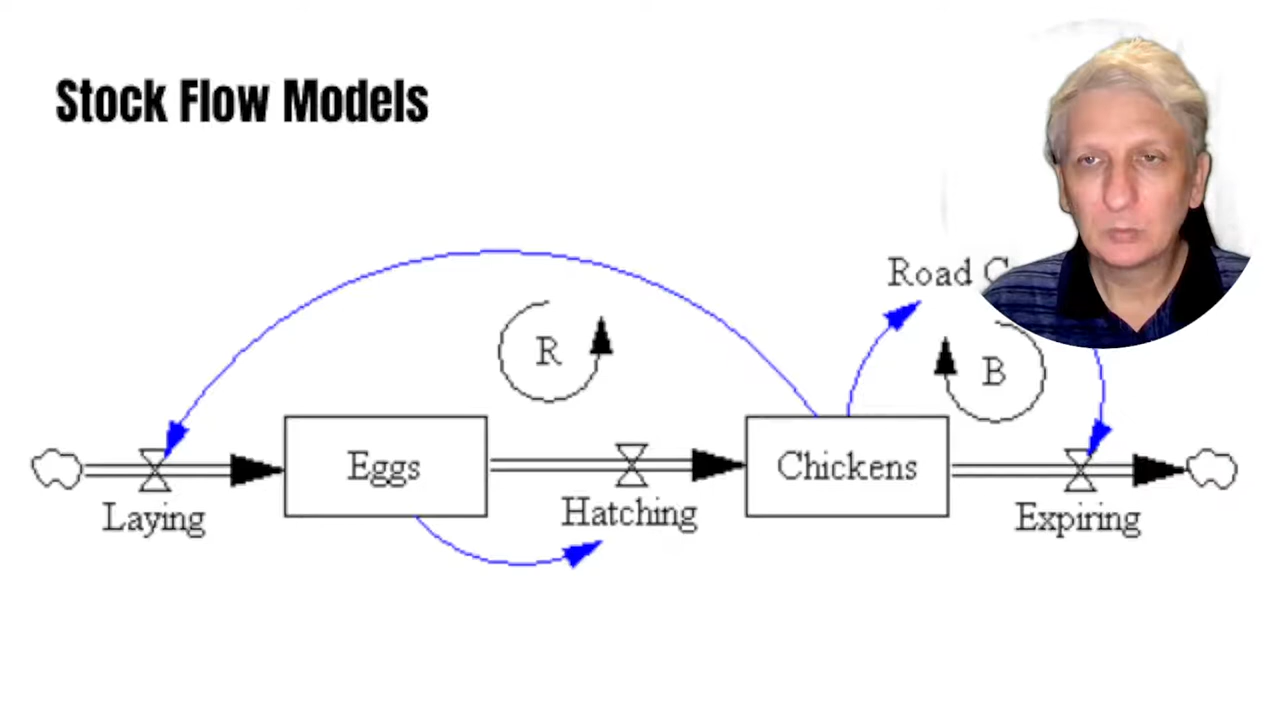 Stock Flow Models
Road
R
B
Eggs
Chickens
Laying
Hatching
Expiring